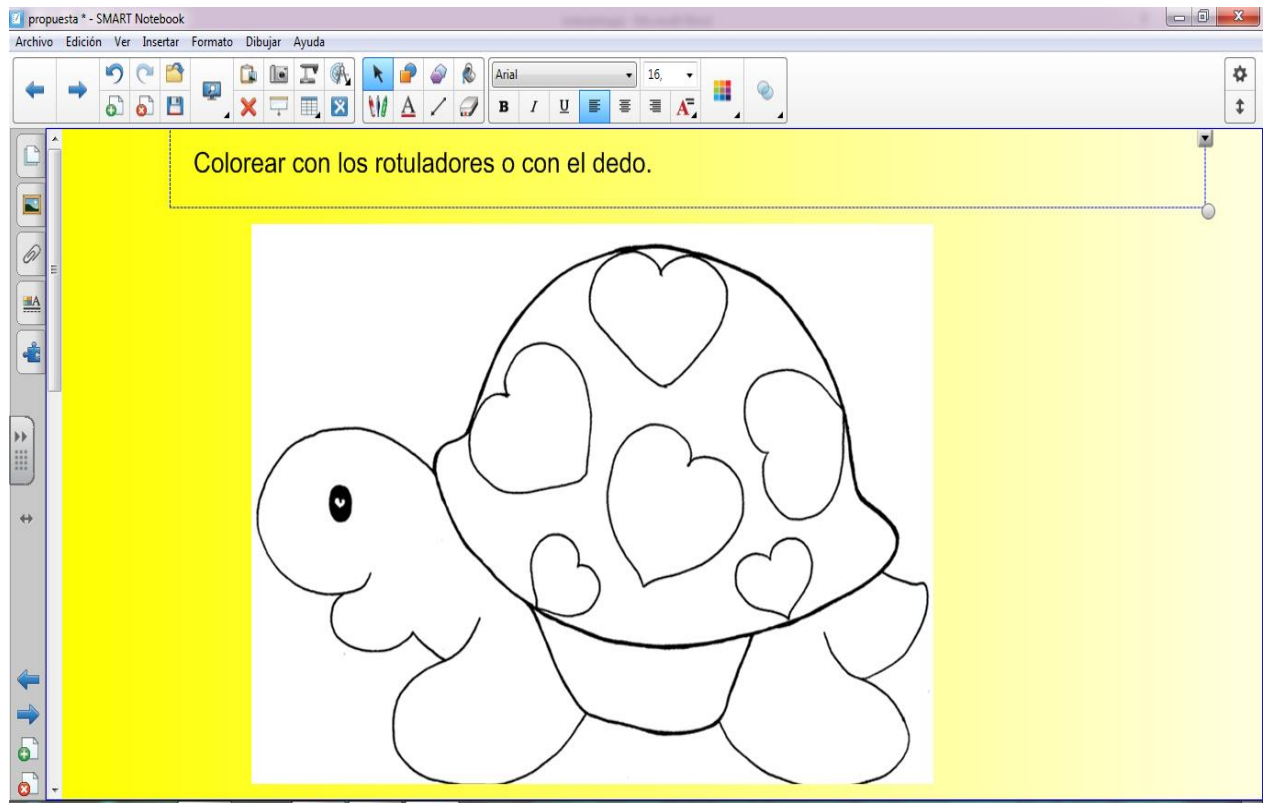 propuesta * - SMART Notebook
Archivo Edición Ver Insertar Formato Dibujar Ayuda
Arial 16,
B I U A
A
Colorear con los rotuladores o con el dedo.